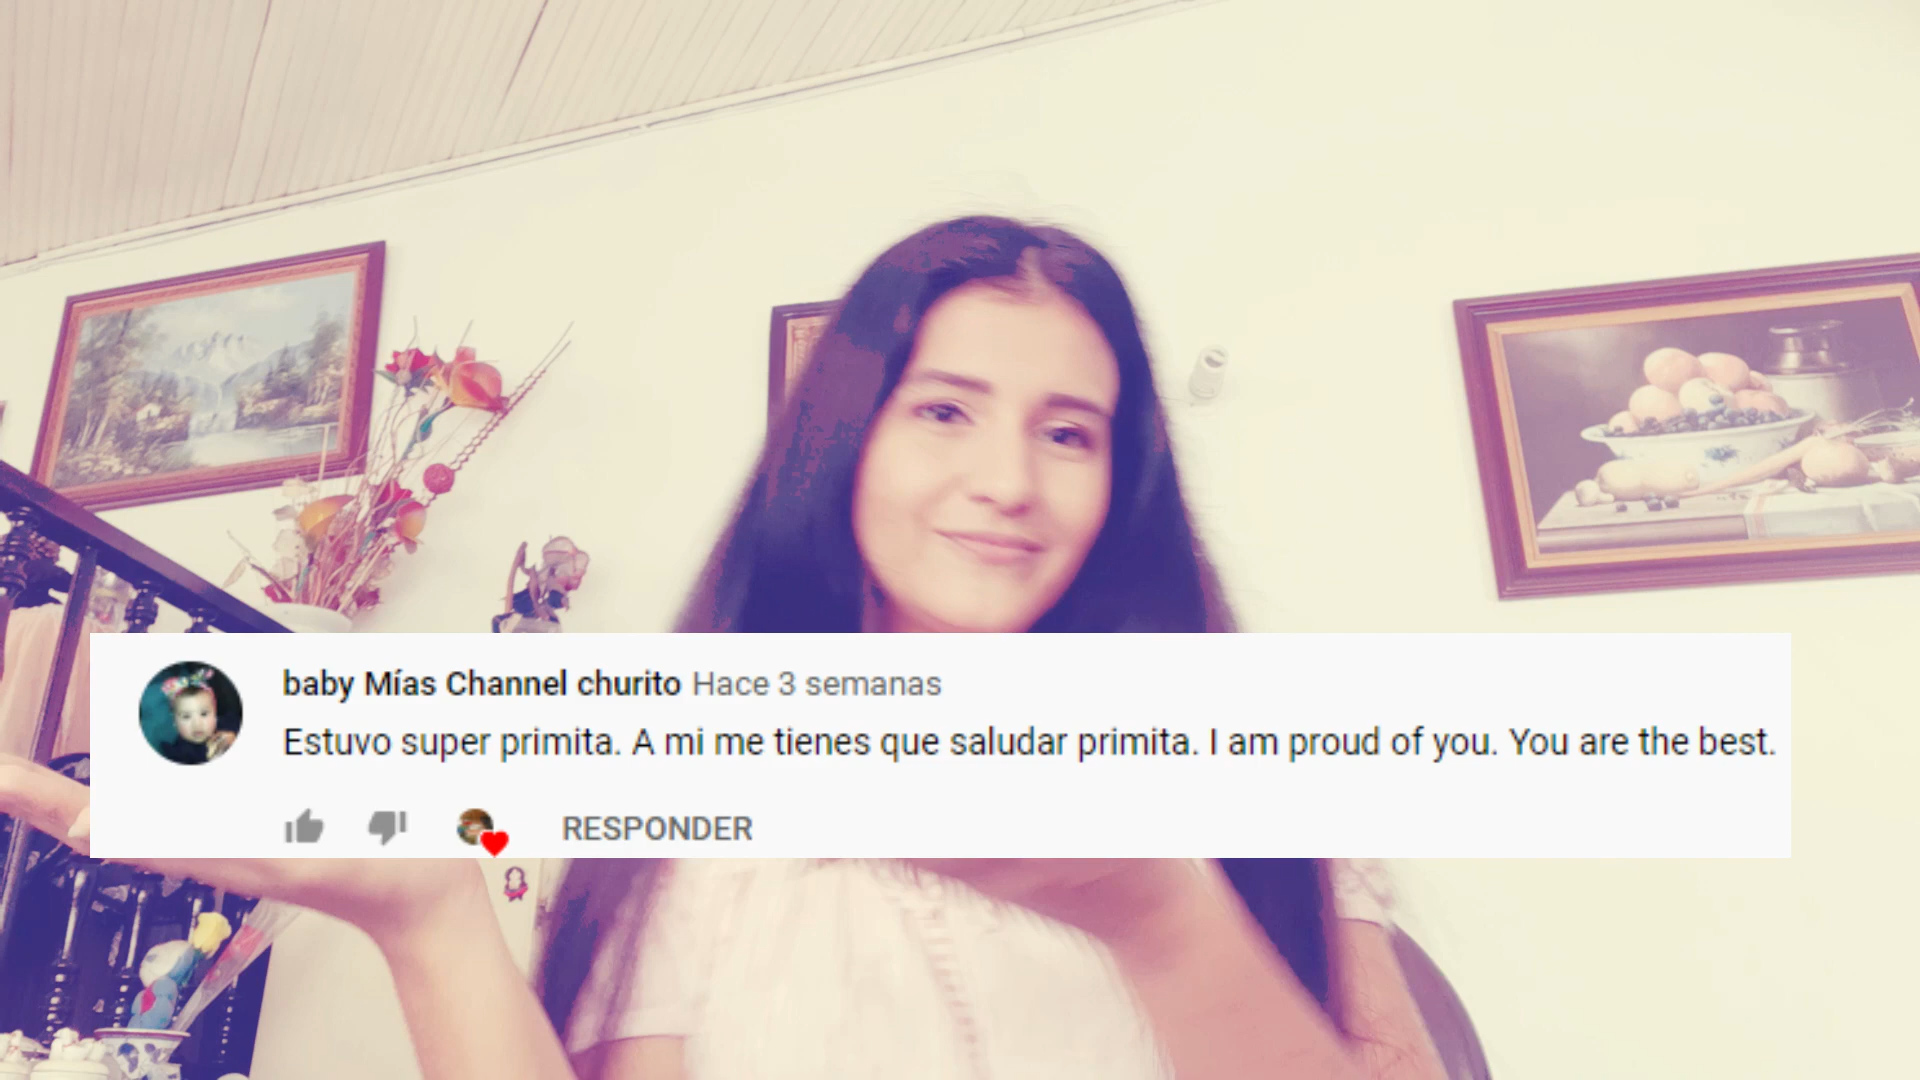 baby Mías Channel churito Hace 3 semanas
Estuvo super primita. A mi me tienes que saludar primita. I am proud of you. You are the best.
RESPONDER